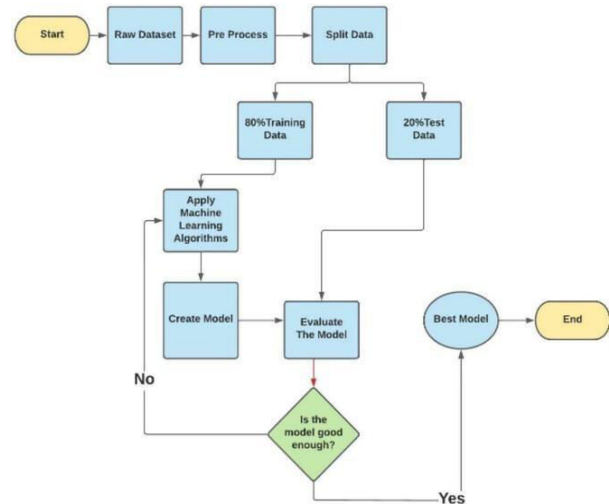 Start
Raw Dataset
Pre Process
Split Data
80%Training
Data
20%Test
Data
Apply
Machine
Learning
Algorithms
Create Model
Evaluate
The Model
Best Model
End
No
Is the
model good
enough?
Yes